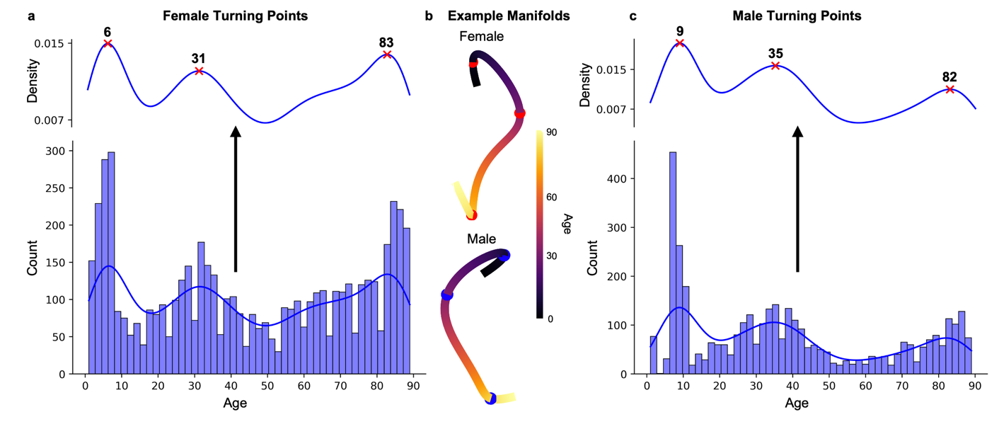 a Female Turning Points
6
31
83
0.015
0.007
Density
300
250
200
150
100
50
0
Count
0 10 20 30 40 50 60 70 80 90
Age
b Example Manifolds
Female
Male
90
60
30
0
Age
c Male Turning Points
9
35
82
0.015
0.007
Density
400
300
200
100
0
Count
0 10 20 30 40 50 60 70 80 90
Age